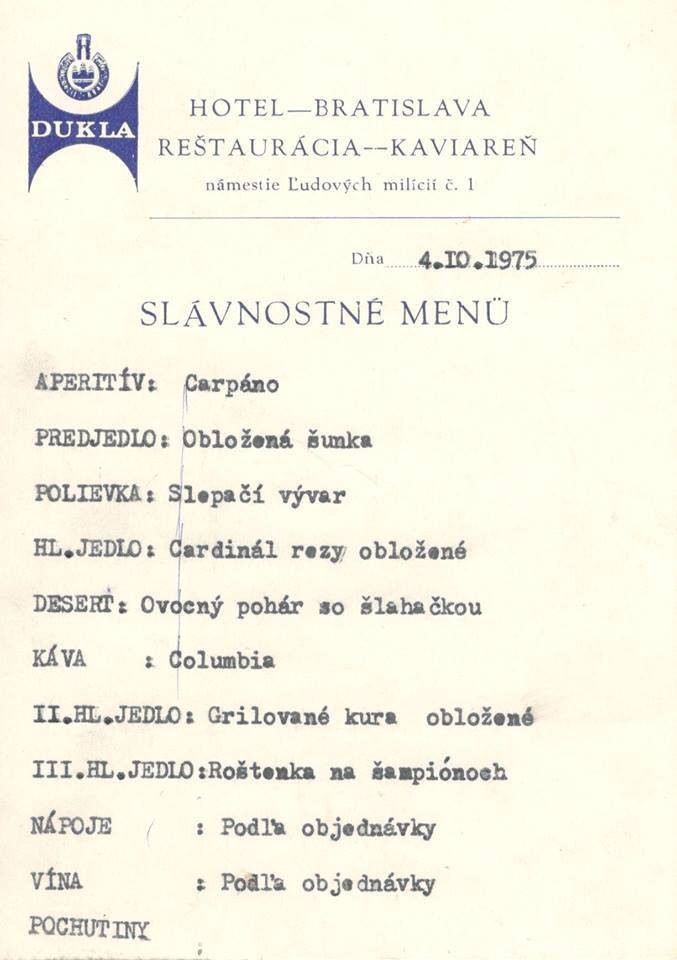 DUKLA
HOTEL—BRATISLAVA
REŠTAURÁCIA--KAVIAREŇ
námestie Ľudových milícií č. 1
Dňa 4.IO.1975
SLÁVNOSTNÉ MENÜ
APERITÍV: Carpáno
PREDJEDLO: Obložená šunka
POLIEVKA: Slepačí vývar
HL.JEDLO: Cardinál rezy obložené
DESERT: Ovocný pohár so šlahačkou
KÁVA : Columbia
II.HL.JEDLO: Grilované kura obložené
III.HL.JEDLO:Roštenka na šampiónoch
NÁPOJE : Podľa objednávky
VÍNA : Podľa objednávky
POCHUTINY